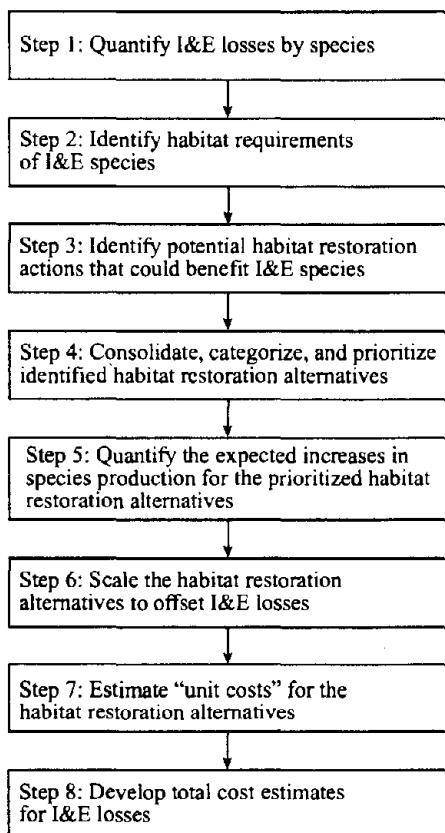 Step 1: Quantify I&E losses by species
Step 2: Identify habitat requirements
of I&E species
Step 3: Identify potential habitat restoration
actions that could benefit I&E species
Step 4: Consolidate, categorize, and prioritize
identified habitat restoration alternatives
Step 5: Quantify the expected increases in
species production for the prioritized habitat
restoration alternatives
Step 6: Scale the habitat restoration
alternatives to offset I&E losses
Step 7: Estimate “unit costs” for the
habitat restoration alternatives
Step 8: Develop total cost estimates
for I&E losses